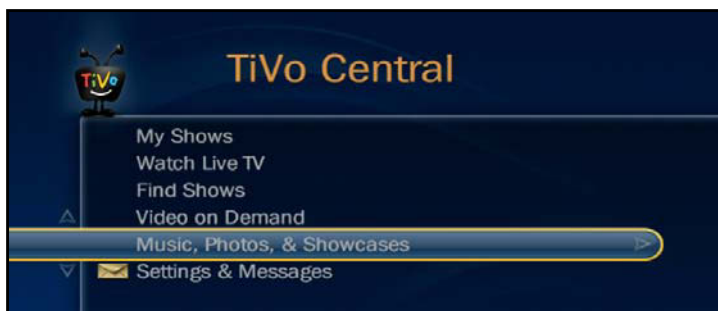 TiVo
TiVo Central
My Shows
Watch Live TV
Find Shows
Video on Demand
Music, Photos, & Showcases
Settings & Messages